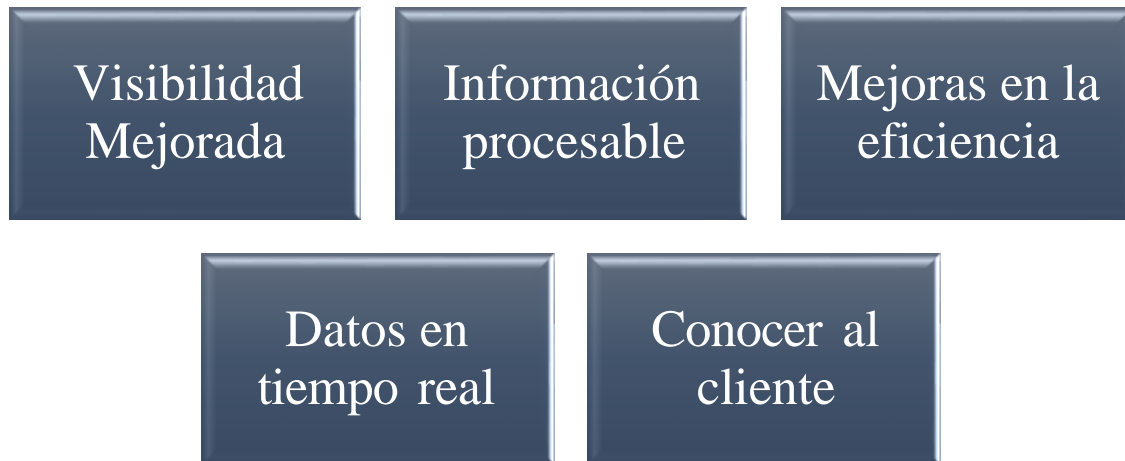 Visibilidad
Mejorada
Información
procesable
Mejoras en la
eficiencia
Datos en
tiempo real
Conocer al
cliente